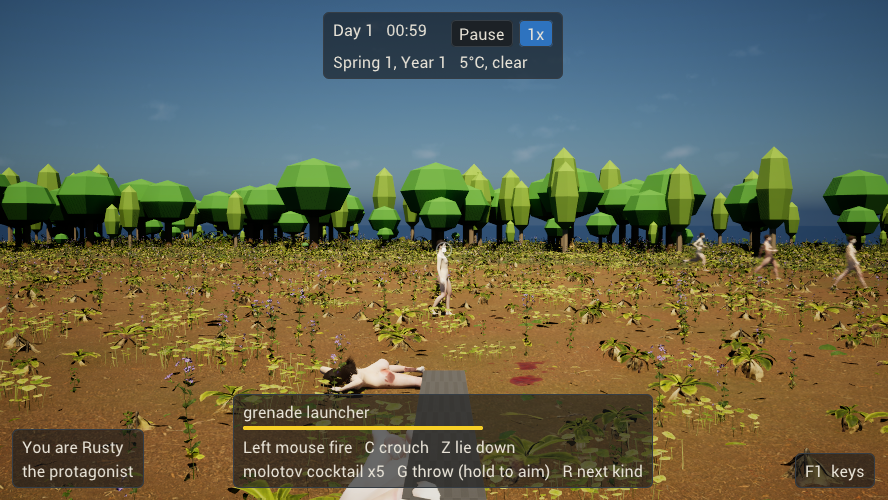 Day 1 00:59 Pause 1x
Spring 1, Year 1 5°C, clear
grenade launcher
Left mouse fire C crouch Z lie down
molotov cocktail x5 G throw (hold to aim) R next kind
You are Rusty
the protagonist
F1 keys